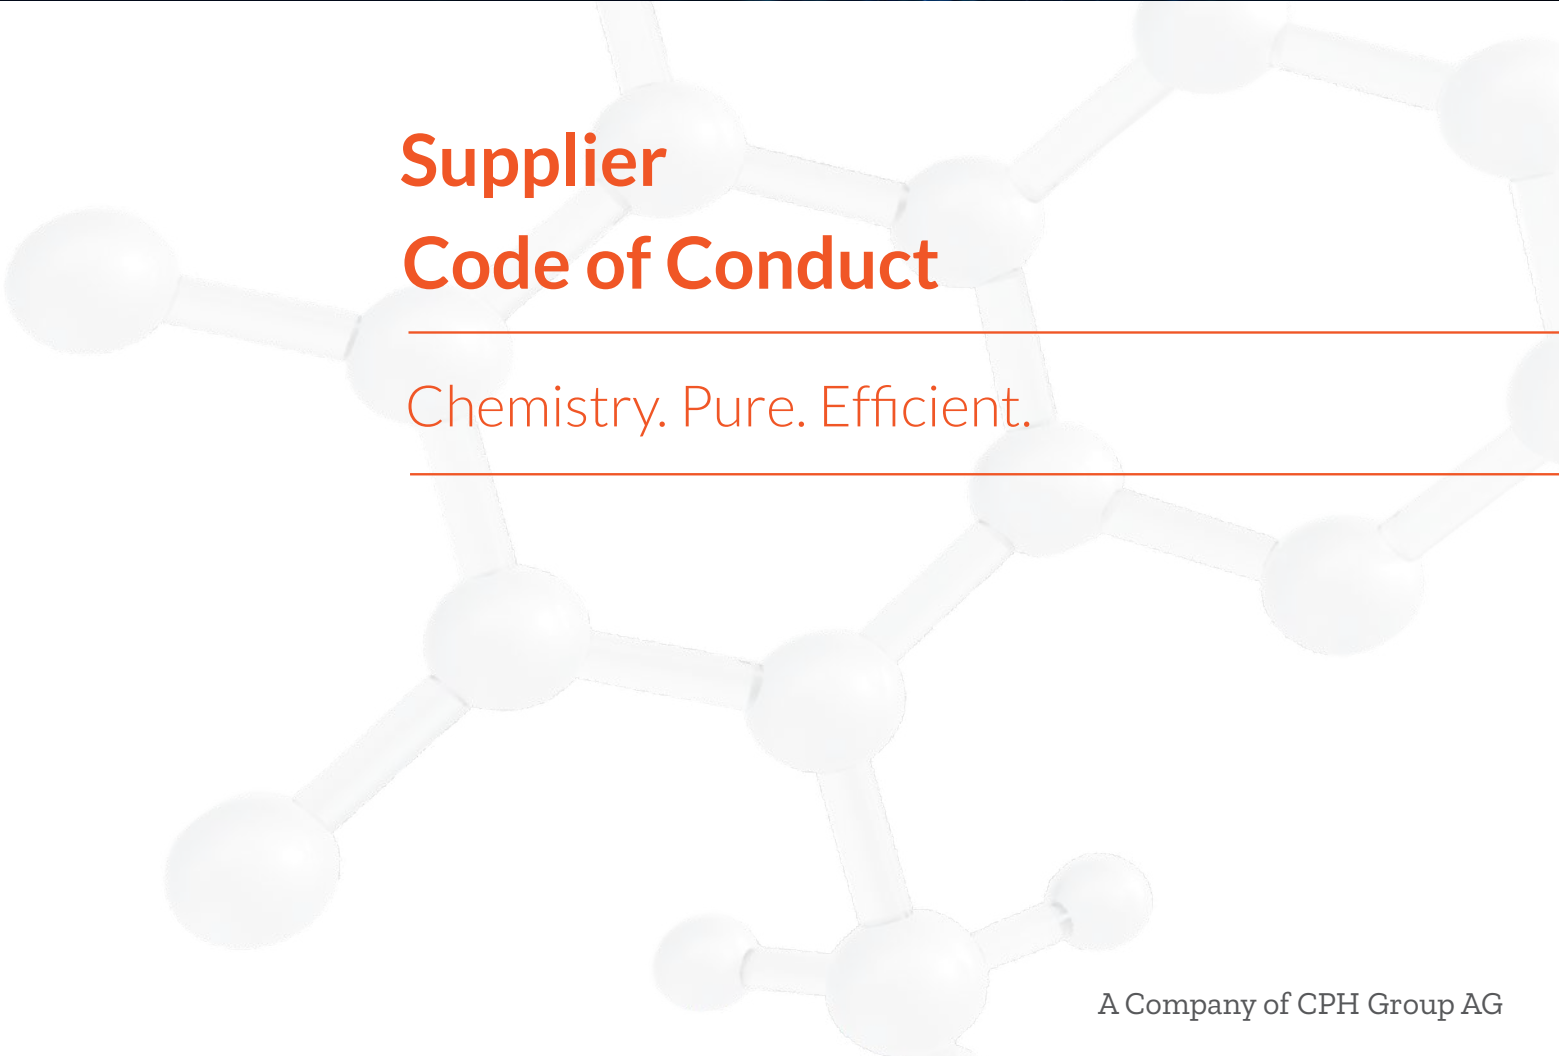 Supplier
Code of Conduct
Chemistry. Pure. Efficient.
A Company of CPH Group AG